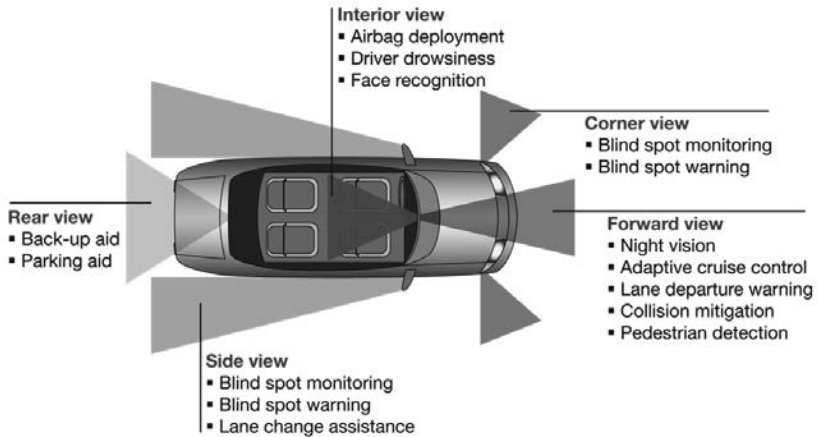 Interior view
▪ Airbag deployment
▪ Driver drowsiness
▪ Face recognition
Corner view
▪ Blind spot monitoring
▪ Blind spot warning
Rear view
▪ Back-up aid
▪ Parking aid
Forward view
▪ Night vision
▪ Adaptive cruise control
▪ Lane departure warning
▪ Collision mitigation
▪ Pedestrian detection
Side view
▪ Blind spot monitoring
▪ Blind spot warning
▪ Lane change assistance